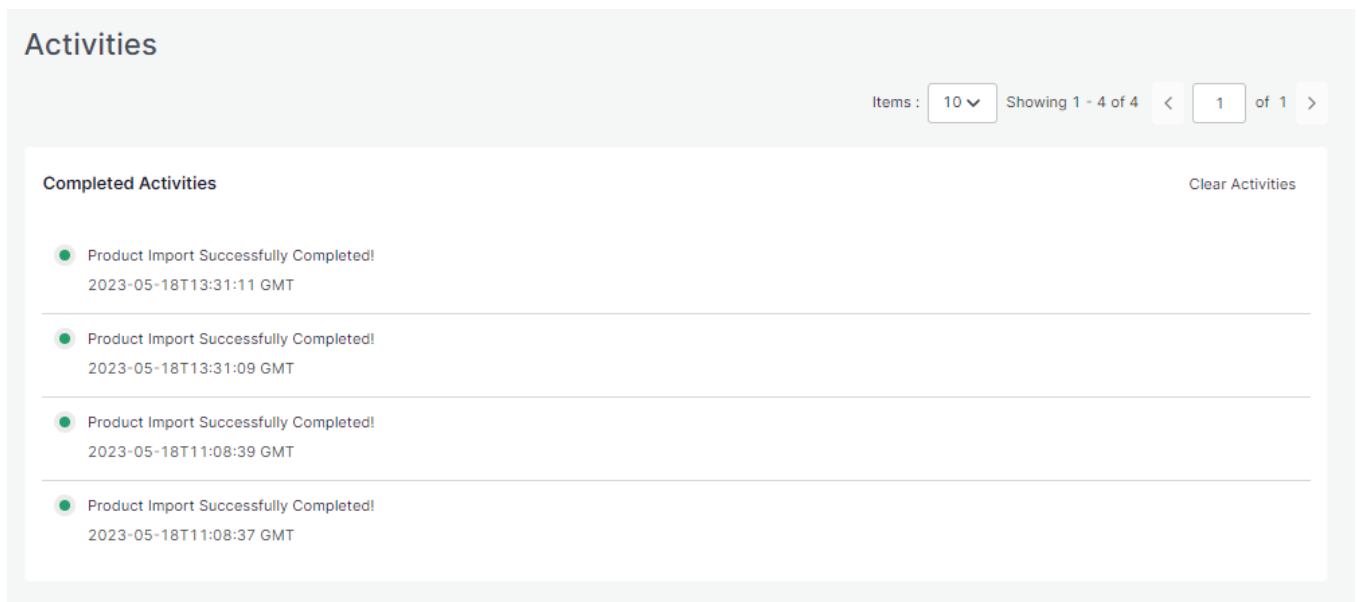 Activities
Items : 10 Showing 1 - 4 of 4 1 of 1
Completed Activities Clear Activities
Product Import Successfully Completed!
2023-05-18T13:31:11 GMT
Product Import Successfully Completed!
2023-05-18T13:31:09 GMT
Product Import Successfully Completed!
2023-05-18T11:08:39 GMT
Product Import Successfully Completed!
2023-05-18T11:08:37 GMT